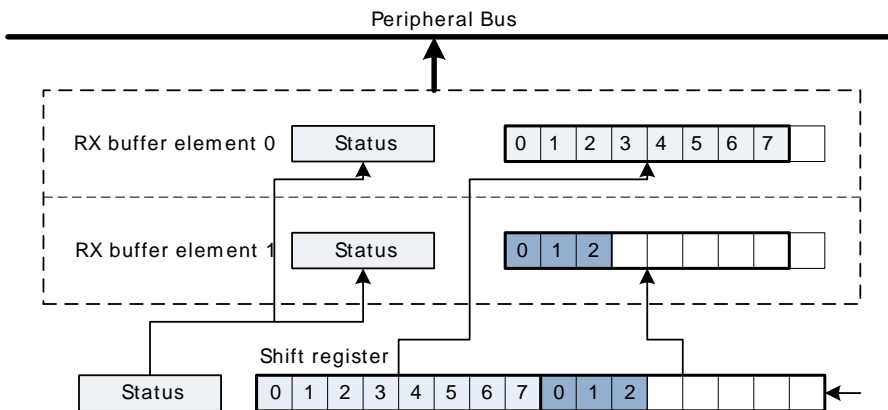 Peripheral Bus
RX buffer element 0 Status 0 1 2 3 4 5 6 7
RX buffer element 1 Status 0 1 2
Shift register
Status 0 1 2 3 4 5 6 7 0 1 2